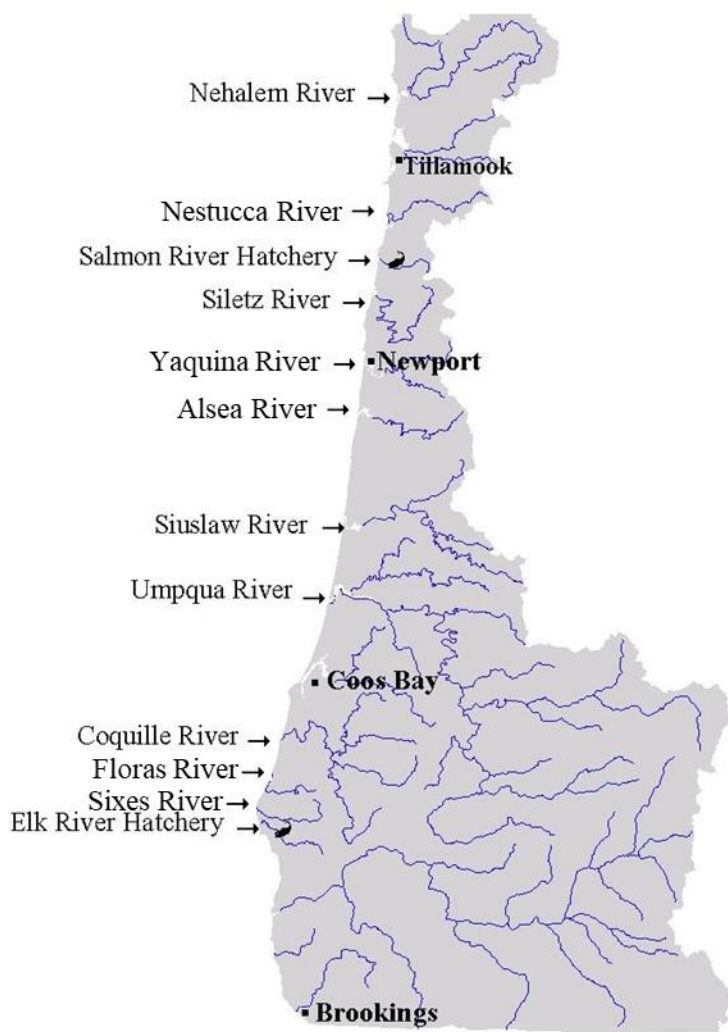 Nehalem River
Tillamook
Nestucca River
Salmon River Hatchery
Siletz River
Yaquina River
Newport
Alsea River
Siuslaw River
Umpqua River
Coos Bay
Coquille River
Floras River
Sixes River
Elk River Hatchery
Brookings